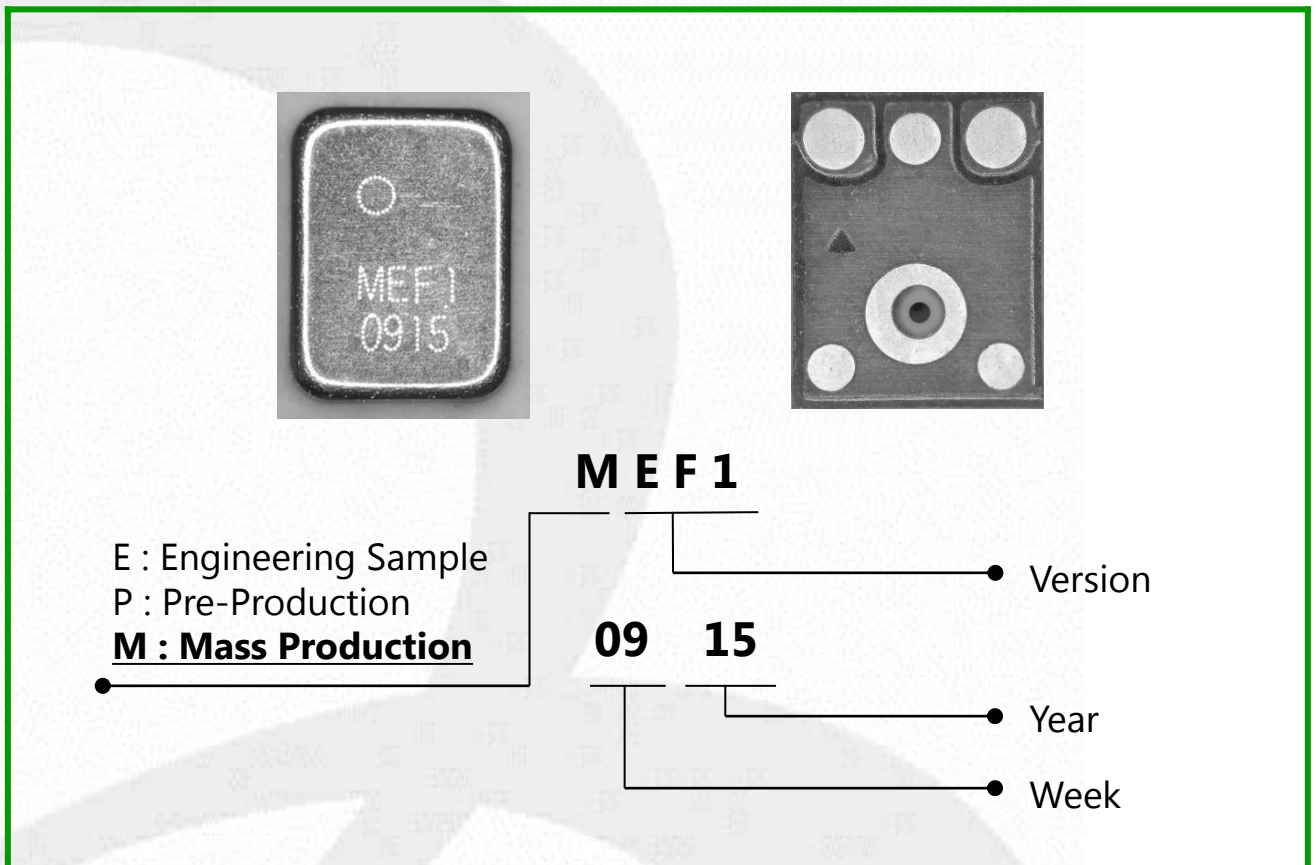 MEF1
0915
M E F 1
E : Engineering Sample
P : Pre-Production
M : Mass Production
Version
09 15
Year
Week